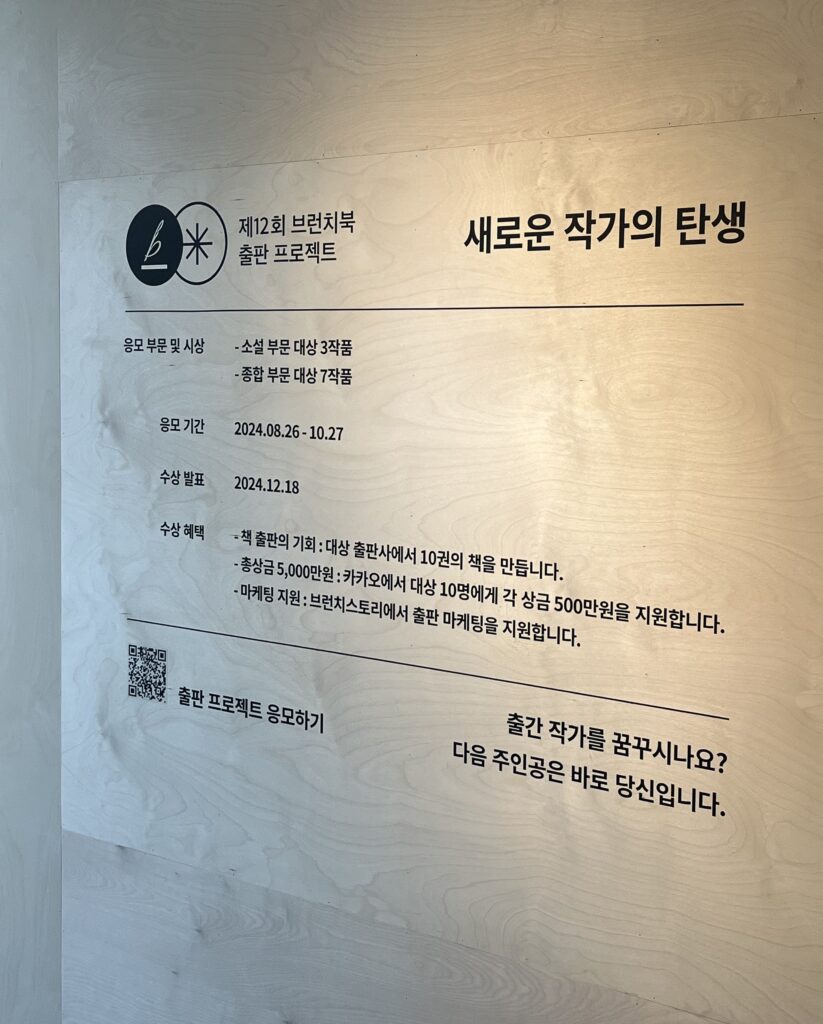 b
제12회 브런치북
출판 프로젝트
새로운 작가의 탄생
응모 부문 및 시상
- 소설 부문 대상 3작품
- 종합 부문 대상 7작품
응모 기간
2024.08.26 - 10.27
수상 발표
2024.12.18
수상 혜택
- 책 출판의 기회 : 대상 출판사에서 10권의 책을 만듭니다.
- 총상금 5,000만원 : 카카오에서 대상 10명에게 각 상금 500만원을 지원합니다.
- 마케팅 지원 : 브런치스토리에서 출판 마케팅을 지원합니다.
출판 프로젝트 응모하기
출간 작가를 꿈꾸시나요?
다음 주인공은 바로 당신입니다.